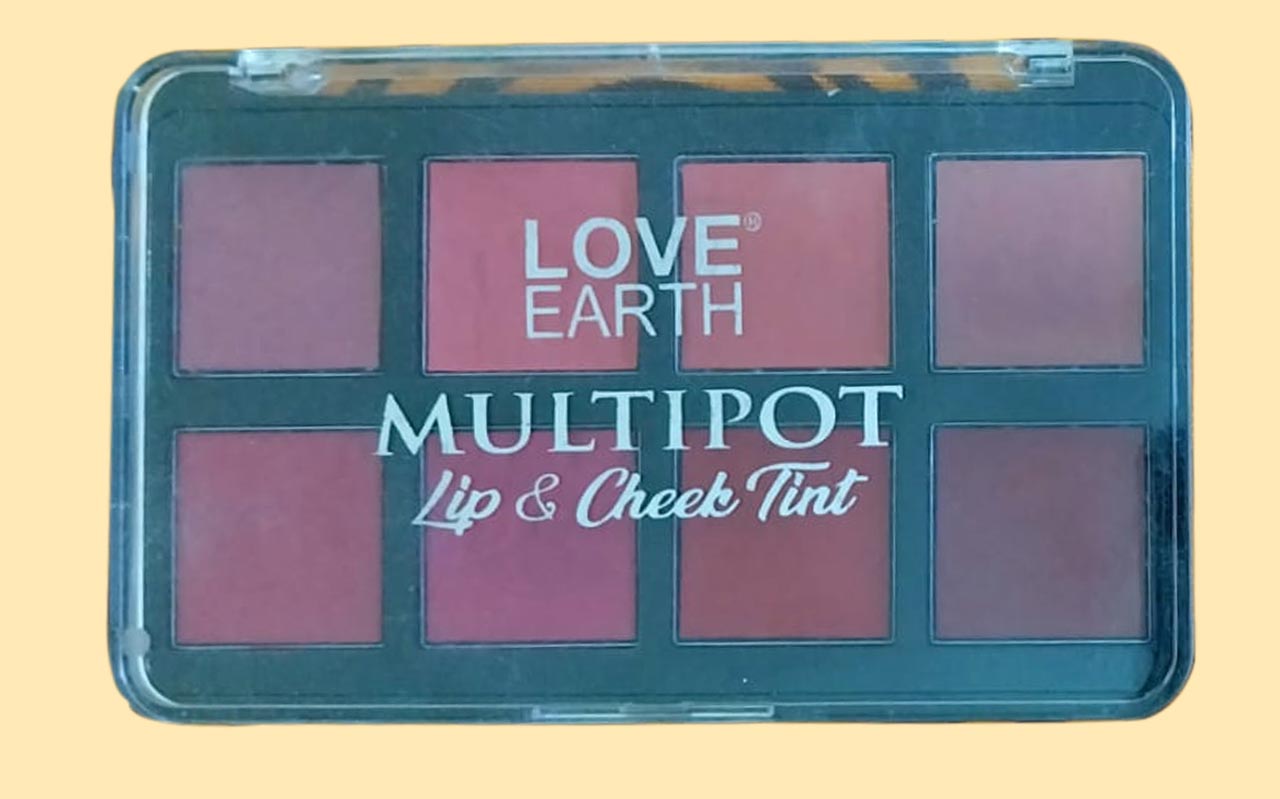 LOVE®
EARTH
MULTIPOT
Lip & Cheek Tint